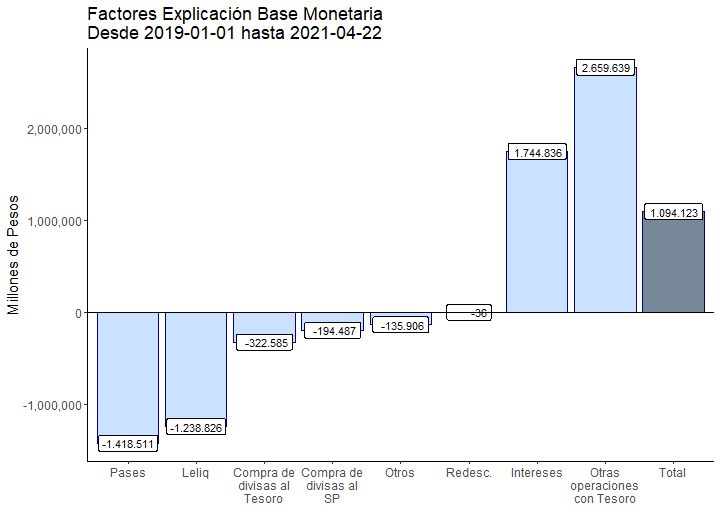 Factores Explicación Base Monetaria
Desde 2019-01-01 hasta 2021-04-22
Millones de Pesos
2,000,000
1,000,000
0
-1,000,000
-1.418.511
-1.238.826
-322.585
-194.487
-135.906
-36
1.744.836
2.659.639
1.094.123
Pases
Leliq
Compra de
divisas al
Tesoro
Compra de
divisas al
SP
Otros
Redesc.
Intereses
Otras
operaciones
con Tesoro
Total